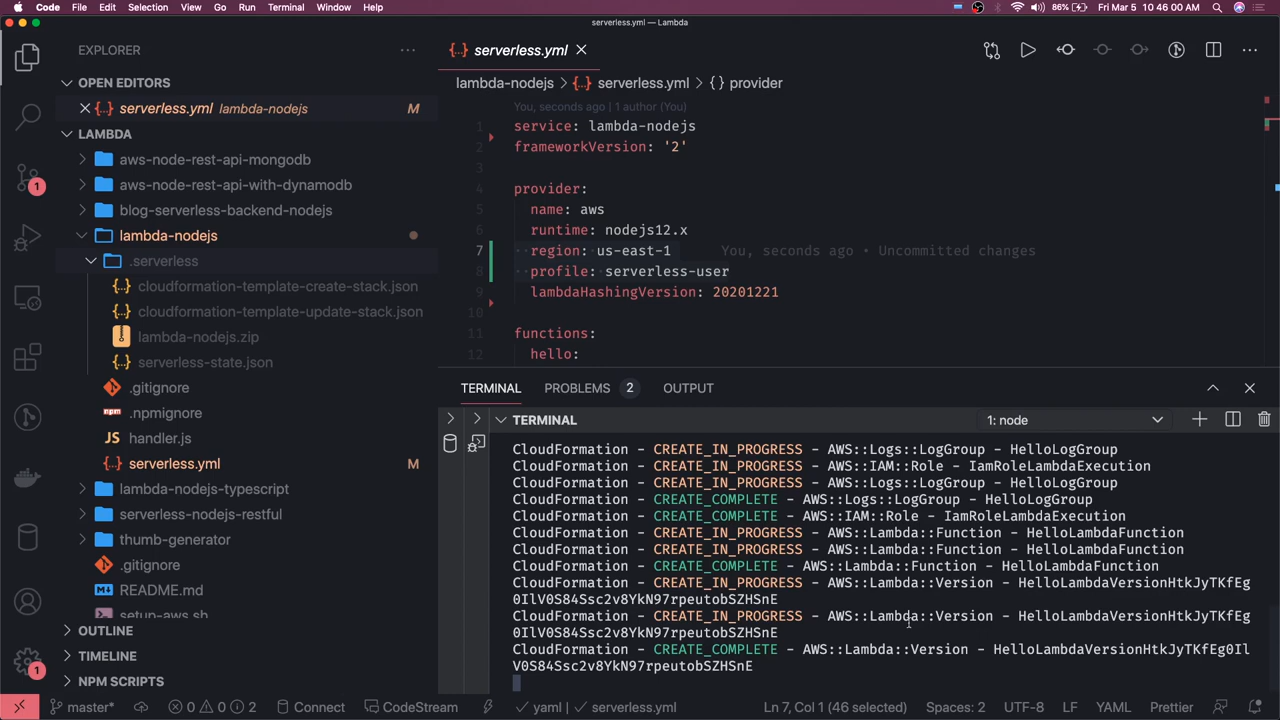 Code File Edit Selection View Go Run Terminal Window Help 86% Fri Mar 5 10:46:00 AM
serverless.yml — Lambda
EXPLORER
OPEN EDITORS
serverless.yml lambda-nodejs M
LAMBDA
aws-node-rest-api-mongodb
aws-node-rest-api-with-dynamodb
blog-serverless-backend-nodejs
lambda-nodejs
.serverless
cloudformation-template-create-stack.json
cloudformation-template-update-stack.json
lambda-nodejs.zip
serverless-state.json
.gitignore
.npmignore
JS handler.js
serverless.yml M
lambda-nodejs-typescript
serverless-nodejs-restful
thumb-generator
.gitignore
README.md
setup-aws.sh
OUTLINE
TIMELINE
NPM SCRIPTS
1
1
serverless.yml
lambda-nodejs > serverless.yml > {} provider
You, seconds ago | 1 author (You)
1 service: lambda-nodejs
2 frameworkVersion: '2'
3
4 provider:
5 name: aws
6 runtime: nodejs12.x
7 region: us-east-1 You, seconds ago • Uncommitted changes
8 profile: serverless-user
9 lambdaHashingVersion: 20201221
10
11 functions:
12 hello:
TERMINAL PROBLEMS 2 OUTPUT
TERMINAL 1: node
CloudFormation - CREATE_IN_PROGRESS - AWS::Logs::LogGroup - HelloLogGroup
CloudFormation - CREATE_IN_PROGRESS - AWS::IAM::Role - IamRoleLambdaExecution
CloudFormation - CREATE_IN_PROGRESS - AWS::Logs::LogGroup - HelloLogGroup
CloudFormation - CREATE_COMPLETE - AWS::Logs::LogGroup - HelloLogGroup
CloudFormation - CREATE_COMPLETE - AWS::IAM::Role - IamRoleLambdaExecution
CloudFormation - CREATE_IN_PROGRESS - AWS::Lambda::Function - HelloLambdaFunction
CloudFormation - CREATE_IN_PROGRESS - AWS::Lambda::Function - HelloLambdaFunction
CloudFormation - CREATE_COMPLETE - AWS::Lambda::Function - HelloLambdaFunction
CloudFormation - CREATE_IN_PROGRESS - AWS::Lambda::Version - HelloLambdaVersionHtkJyTKfEg
0IlV0S84Ssc2v8YkN97rpeutobSZHSnE
CloudFormation - CREATE_IN_PROGRESS - AWS::Lambda::Version - HelloLambdaVersionHtkJyTKfEg
0IlV0S84Ssc2v8YkN97rpeutobSZHSnE
CloudFormation - CREATE_COMPLETE - AWS::Lambda::Version - HelloLambdaVersionHtkJyTKfEg0Il
V0S84Ssc2v8YkN97rpeutobSZHSnE
master* 0 0 2 Connect CodeStream yaml | serverless.yml Ln 7, Col 1 (46 selected) Spaces: 2 UTF-8 LF YAML Prettier